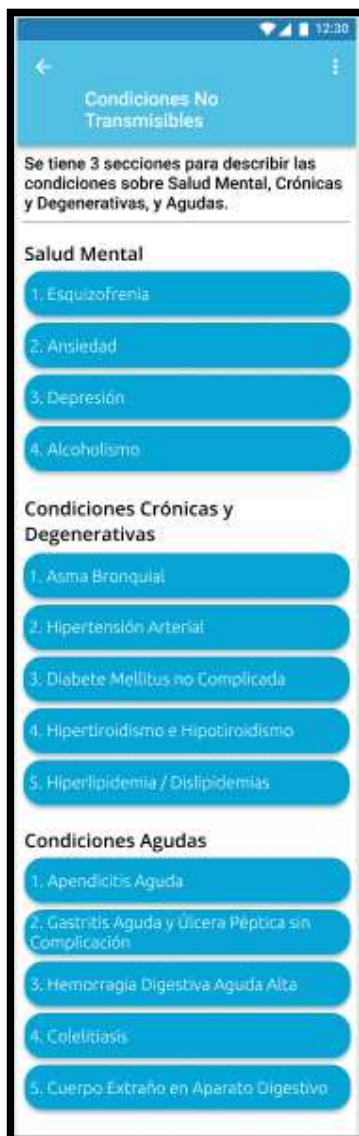 12:30
Condiciones No
Transmisibles
Se tiene 3 secciones para describir las
condiciones sobre Salud Mental, Crónicas
y Degenerativas, y Agudas.
Salud Mental
1. Esquizofrenia
2. Ansiedad
3. Depresión
4. Alcoholismo
Condiciones Crónicas y
Degenerativas
1. Asma Bronquial
2. Hipertensión Arterial
3. Diabete Mellitus no Complicada
4. Hipertiroidismo e Hipotiroidismo
5. Hiperlipidemia / Dislipidemias
Condiciones Agudas
1. Apendicitis Aguda
2. Gastritis Aguda y Úlcera Péptica sin
Complicación
3. Hemorragia Digestiva Aguda Alta
4. Colelitiasis
5. Cuerpo Extraño en Aparato Digestivo